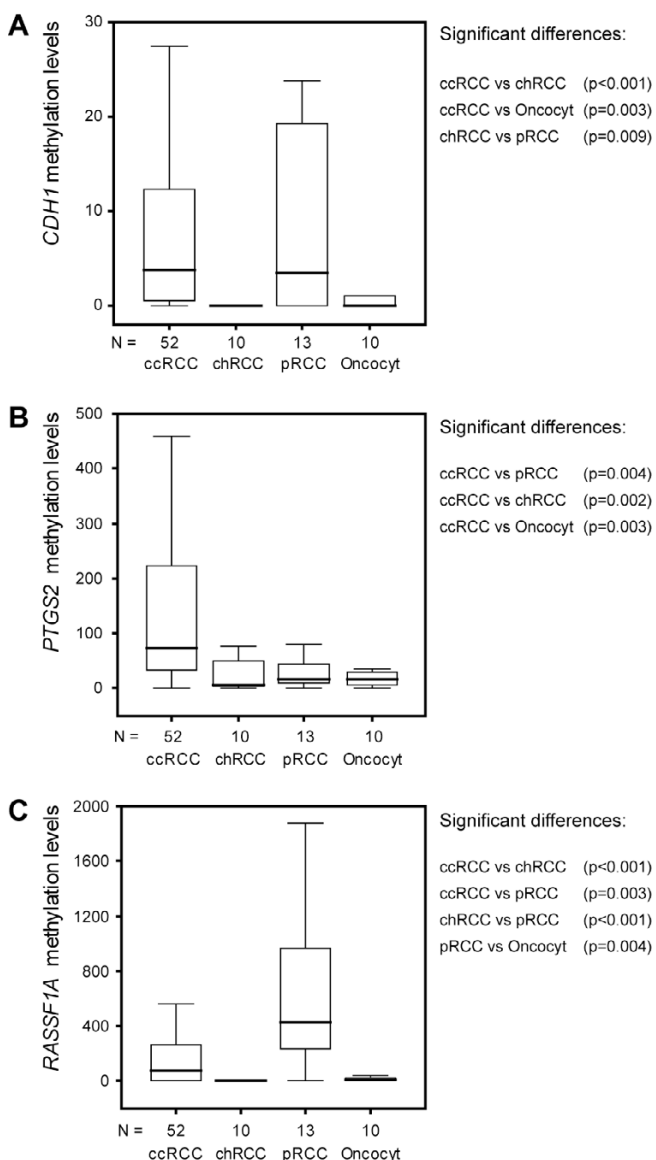 A
CDH1 methylation levels
30
20
10
0
N = 52 10 13 10
ccRCC chRCC pRCC Oncocyt
Significant differences:
ccRCC vs chRCC (p<0.001)
ccRCC vs Oncocyt (p=0.003)
chRCC vs pRCC (p=0.009)
B
PTGS2 methylation levels
500
400
300
200
100
0
N = 52 10 13 10
ccRCC chRCC pRCC Oncocyt
Significant differences:
ccRCC vs pRCC (p=0.004)
ccRCC vs chRCC (p=0.002)
ccRCC vs Oncocyt (p=0.003)
C
RASSF1A methylation levels
2000
1600
1200
800
400
0
N = 52 10 13 10
ccRCC chRCC pRCC Oncocyt
Significant differences:
ccRCC vs chRCC (p<0.001)
ccRCC vs pRCC (p=0.003)
chRCC vs pRCC (p<0.001)
pRCC vs Oncocyt (p=0.004)